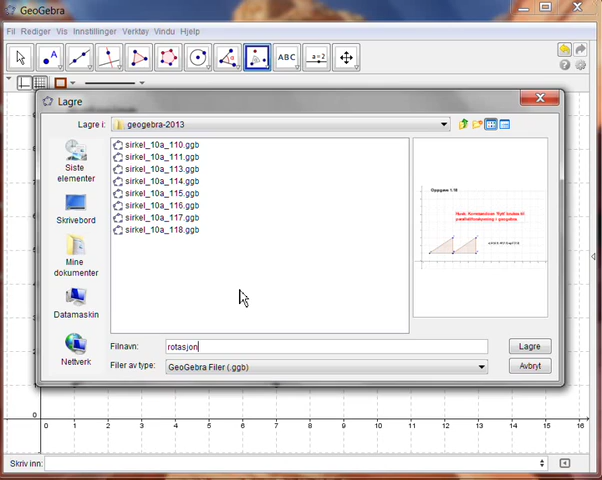 GeoGebra
Fil Rediger Vis Innstillinger Verktøy Vindu Hjelp
ABC a=2
Lagre
Lagre i: geogebra-2013
Siste elementer
Skrivebord
Mine dokumenter
Datamaskin
Nettverk
sirkel_10a_110.ggb
sirkel_10a_111.ggb
sirkel_10a_113.ggb
sirkel_10a_114.ggb
sirkel_10a_115.ggb
sirkel_10a_116.ggb
sirkel_10a_117.ggb
sirkel_10a_118.ggb
Oppgave 1.18
Filnavn: rotasjon
Lagre
Filer av type: GeoGebra Filer (.ggb)
Avbryt
0
0 1 2 3 4 5 6 7 8 9 10 11 12 13 14 15 16
Skriv inn: